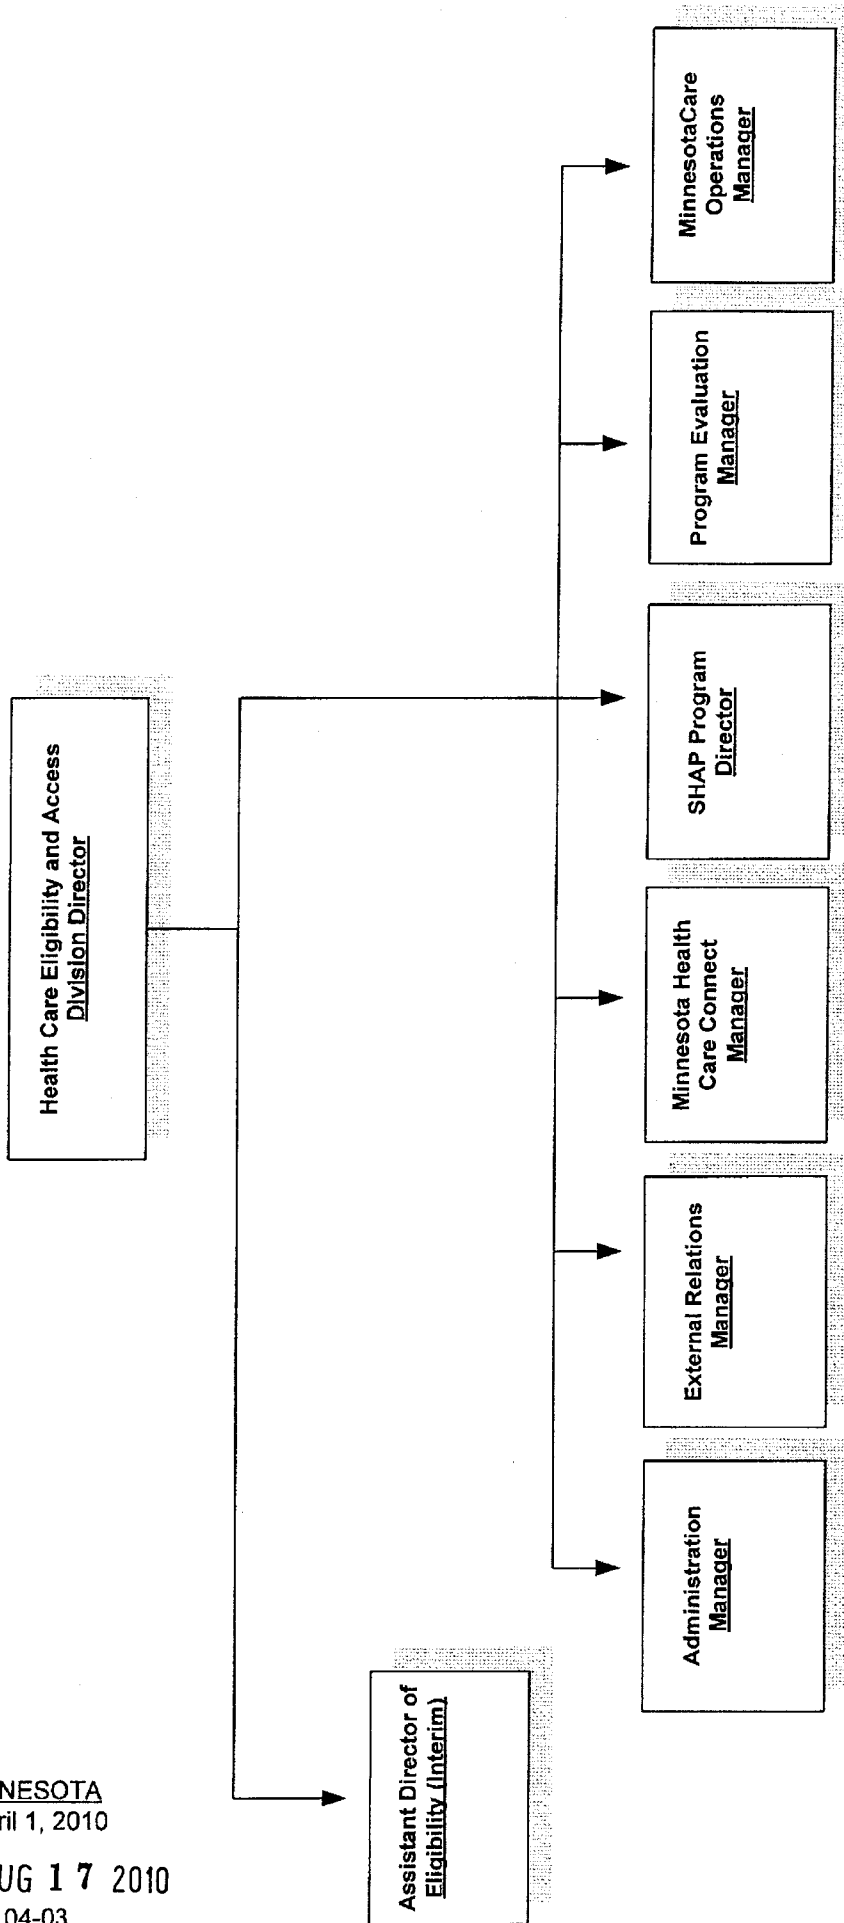 Health Care Eligibility and Access
Division Director
Assistant Director of
Eligibility (Interim)
Administration
Manager
External Relations
Manager
Minnesota Health
Care Connect
Manager
SHAP Program
Director
Program Evaluation
Manager
MinnesotaCare
Operations
Manager
NESOTA
ril 1, 2010
UG 17 2010
04-03